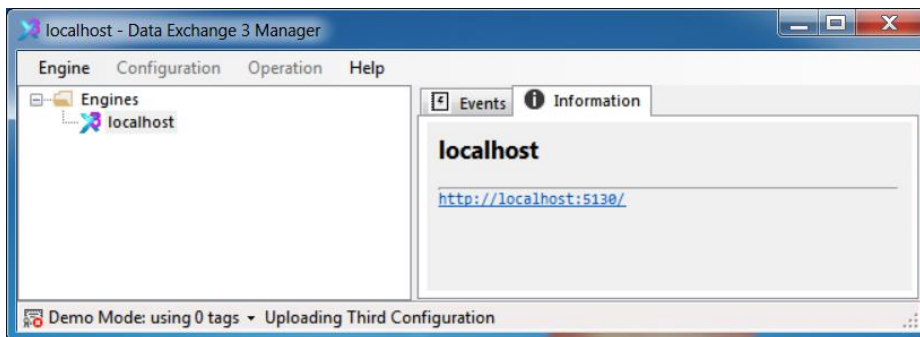 localhost - Data Exchange 3 Manager
Engine Configuration Operation Help
Engines
localhost
Events Information
localhost
http://localhost:5130/
Demo Mode: using 0 tags Uploading Third Configuration